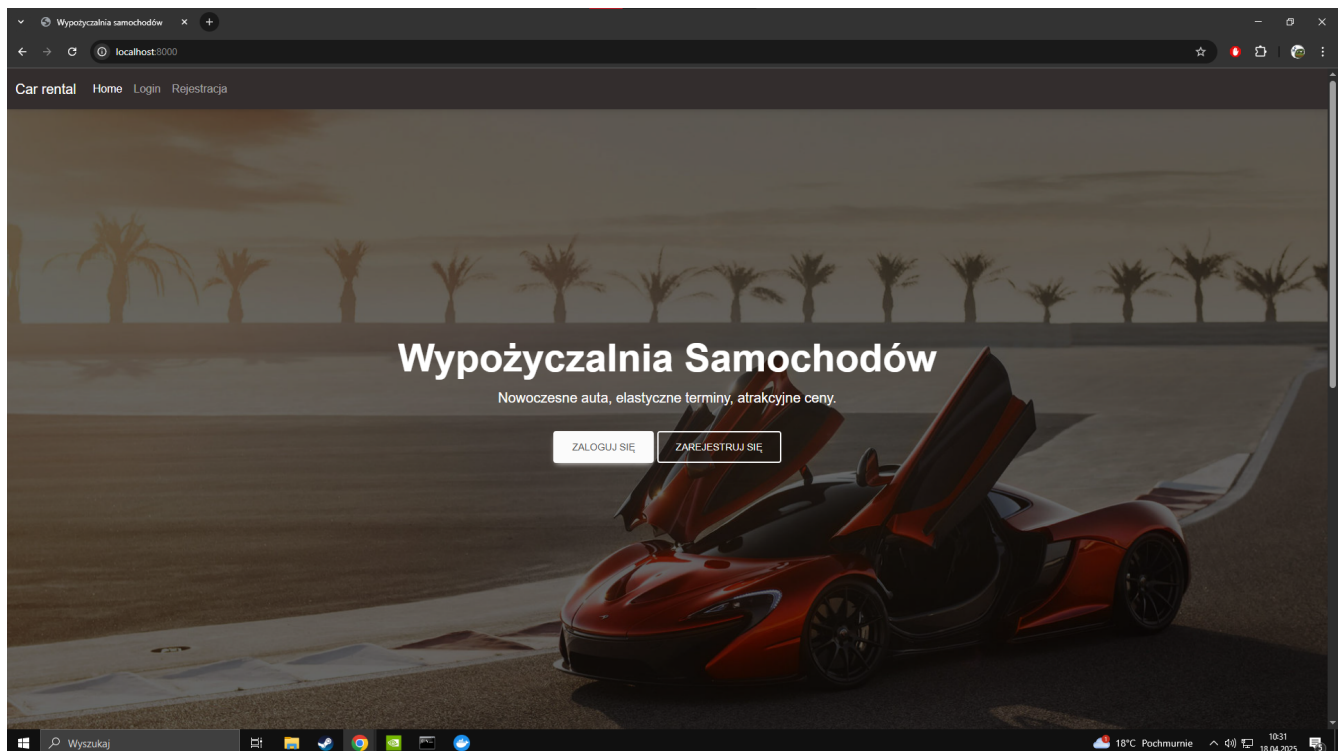 Wypożyczalnia samochodów
localhost:8000
Car rental Home Login Rejestracja
Wypożyczalnia Samochodów
Nowoczesne auta, elastyczne terminy, atrakcyjne ceny.
ZALOGUJ SIĘ ZAREJESTRUJ SIĘ
Wyszukaj
18°C Pochmurnie
10:31
18.04.2025